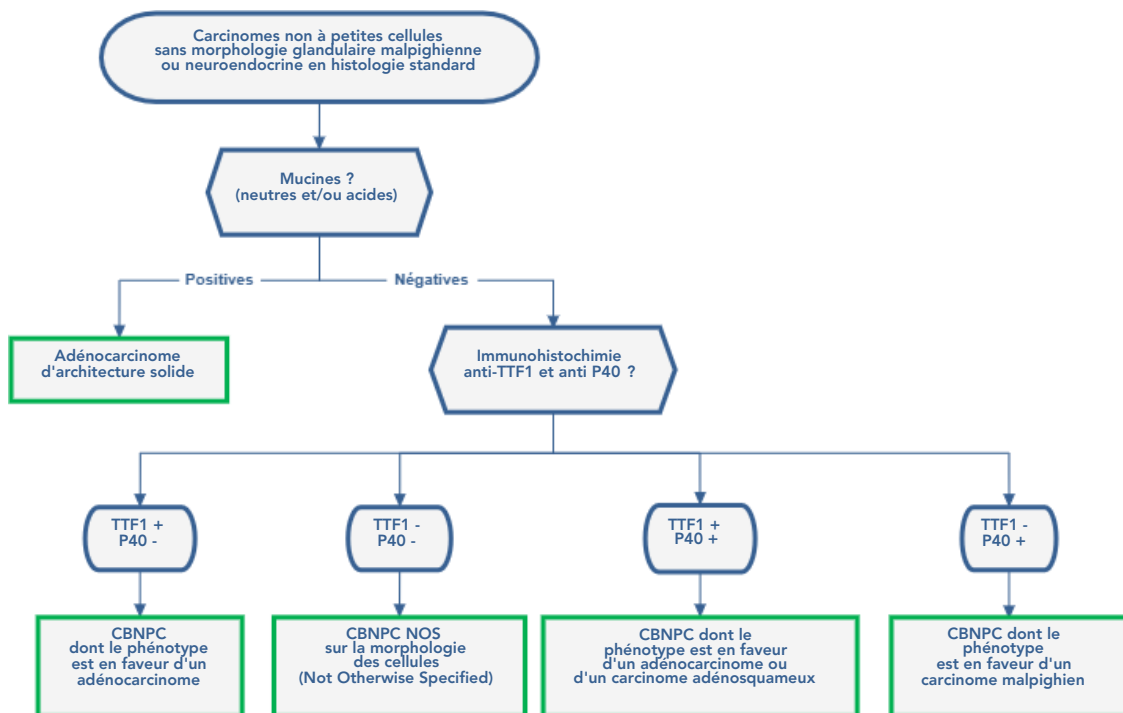 Carcinomes non à petites cellules
sans morphologie glandulaire malpighienne
ou neuroendocrine en histologie standard
Mucines ?
(neutres et/ou acides)
Positives
Négatives
Adénocarcinome
d'architecture solide
Immunohistochimie
anti-TTF1 et anti P40 ?
TTF1 +
P40 -
TTF1 -
P40 -
TTF1 +
P40 +
TTF1 -
P40 +
CBNPC
dont le phénotype
est en faveur d'un
adénocarcinome
CBNPC NOS
sur la morphologie
des cellules
(Not Otherwise Specified)
CBNPC dont le
phénotype est en faveur
d'un adénocarcinome ou
d'un carcinome adénosquameux
CBNPC dont le
phénotype
est en faveur d'un
carcinome malpighien